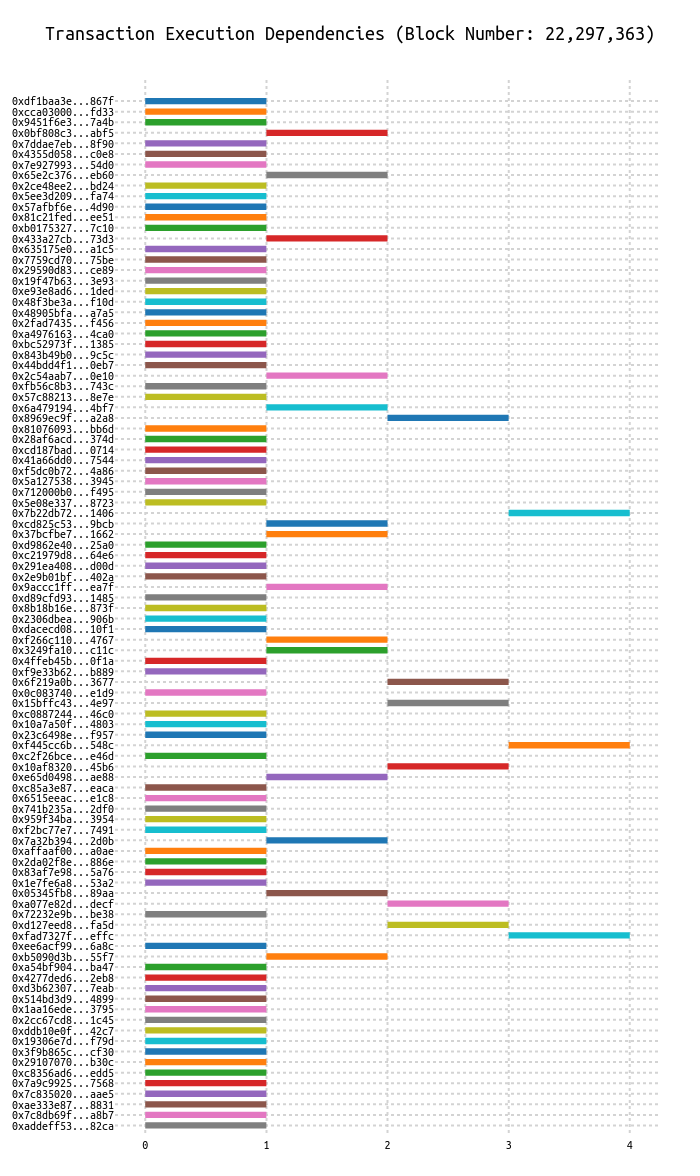 Transaction Execution Dependencies (Block Number: 22,297,363)
0xdf1baa3e...867f
0xcca03000...fd33
0x9451f6e3...7a4b
0x0bf808c3...abf5
0x7ddae7eb...8f90
0x4355d058...c0e8
0x7e927993...54d0
0x65e2c376...eb60
0x2ce48ee2...bd24
0x5ee3d209...fa74
0x57afbf6e...4d90
0x81c21fed...ee51
0xb0175327...7c10
0x433a27cb...73d3
0x635175e0...a1c5
0x7759cd70...75be
0x29590d83...ce89
0x19f47b63...3e93
0xe93e8ad6...1ded
0x48f3be3a...f10d
0x48905bfa...a7a5
0x2fad7435...f456
0xa4976163...4ca0
0xbc52973f...1385
0x843b49b0...9c5c
0x44bdd4f1...0eb7
0x2c54aab7...0e10
0xfb56c8b3...743c
0x57c88213...8e7e
0x6a479194...4bf7
0x8969ec9f...a2a8
0x81076093...bb6d
0x28af6acd...374d
0xcd187bad...0714
0x41a66dd0...7544
0xf5dc0b72...4a86
0x5a127538...3945
0x712000b0...f495
0x5e08e337...8723
0x7b22db72...1406
0xcd825c53...9bcb
0x37bcfbe7...1662
0xd9862e40...25a0
0xc21979d8...64e6
0x291ea408...d00d
0x2e9b01bf...402a
0x9accc1ff...ea7f
0xd89cfd93...1485
0x8b18b16e...873f
0x2306dbea...906b
0xdacecd08...10f1
0xf266c110...4767
0x3249fa10...c11c
0x4ffeb45b...0f1a
0xf9e33b62...b889
0x6f219a0b...3677
0x0c083740...e1d9
0x15bffc43...4e97
0xc0887244...46c0
0x10a7a50f...4803
0x23c6498e...f957
0xf445cc6b...548c
0xc2f26bce...e46d
0x10af8320...45b6
0xe65d0498...ae88
0xc85a3e87...eaca
0x6515eeac...e1c8
0x741b235a...2df0
0x959f34ba...3954
0xf2bc77e7...7491
0x7a32b394...2d0b
0xaffaaf00...a0ae
0x2da02f8e...886e
0x83af7e98...5a76
0x1e7fe6a8...53a2
0x05345fb8...89aa
0xa077e82d...decf
0x72232e9b...be38
0xd127eed8...fa5d
0xfad7327f...effc
0xee6acf99...6a8c
0xb5090d3b...55f7
0xa54bf904...ba47
0x4277ded6...2eb8
0xd3b62307...7eab
0x514bd3d9...4899
0x1aa16ede...3795
0x2cc67cd8...1c45
0xddb10e0f...42c7
0x19306e7d...f79d
0x3f9b865c...cf30
0x29107070...b30c
0xc8356ad6...edd5
0x7a9c9925...7568
0x7c835020...aae5
0xae333e87...8831
0x7c8db69f...a8b7
0xaddeff53...82ca
0 1 2 3 4